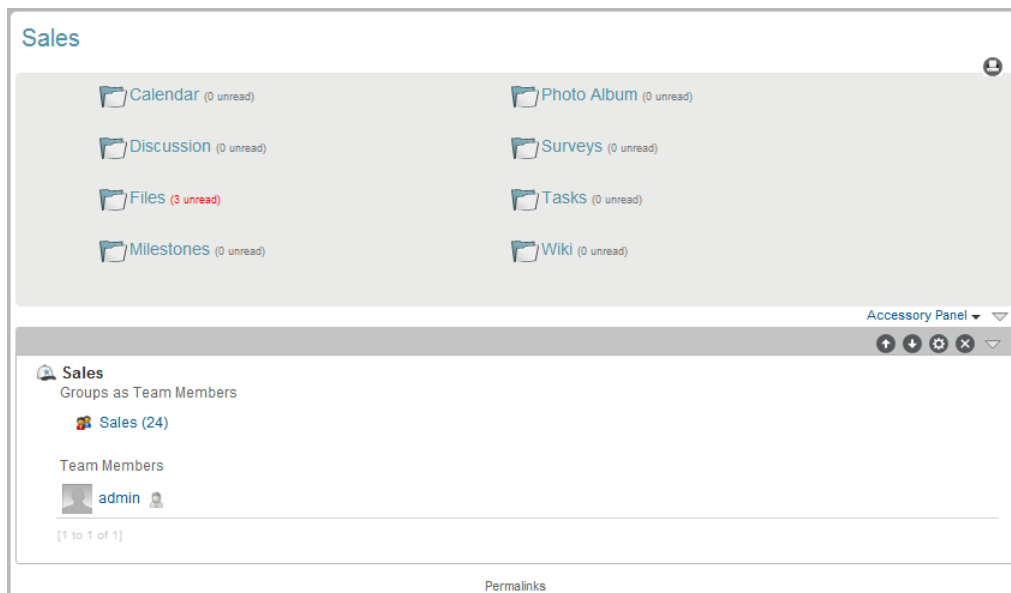 Sales
Calendar (0 unread)
Photo Album (0 unread)
Discussion (0 unread)
Surveys (0 unread)
Files (3 unread)
Tasks (0 unread)
Milestones (0 unread)
Wiki (0 unread)
Accessory Panel
Sales
Groups as Team Members
Sales (24)
Team Members
admin
[1 to 1 of 1]
Permalinks